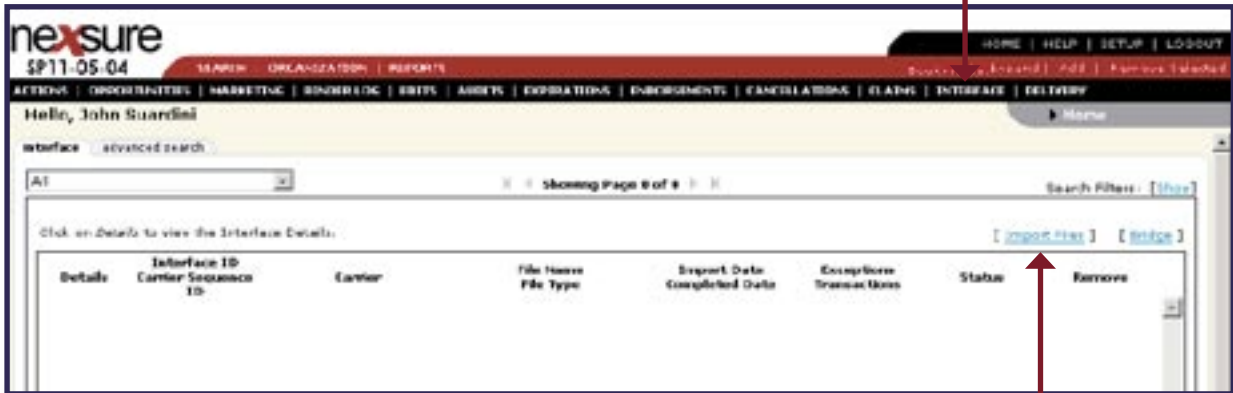 nexsure
HOME | HELP | SETUP | LOGOUT
SP11-05-04
SEARCH ORGANIZATION | REPORTS
Add | Remove Selected
ACTIONS | OPPORTUNITIES | MARKETING | BINDER LOG | EDITS | AUDITS | EXPIRATIONS | ENDORSEMENTS | CANCELLATIONS | CLAIMS | INTERFACE | DELIVERY
Hello, John Suardini
Home
interface advanced search
All
Showing Page 0 of 0
Search Filters: [Show]
Click on Details to view the Interface Details.
[ Import Files ] [ Bridge ]
Details
Interface ID
Carrier Sequence
ID
Carrier
File Name
File Type
Import Date
Completed Date
Exceptions
Transactions
Status
Remove